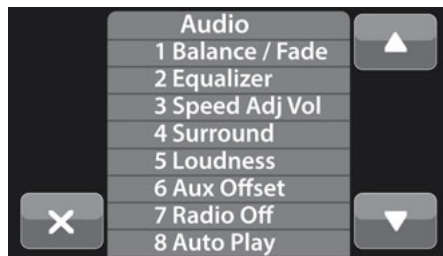 Audio
1 Balance / Fade
2 Equalizer
3 Speed Adj Vol
4 Surround
5 Loudness
6 Aux Offset
7 Radio Off
8 Auto Play